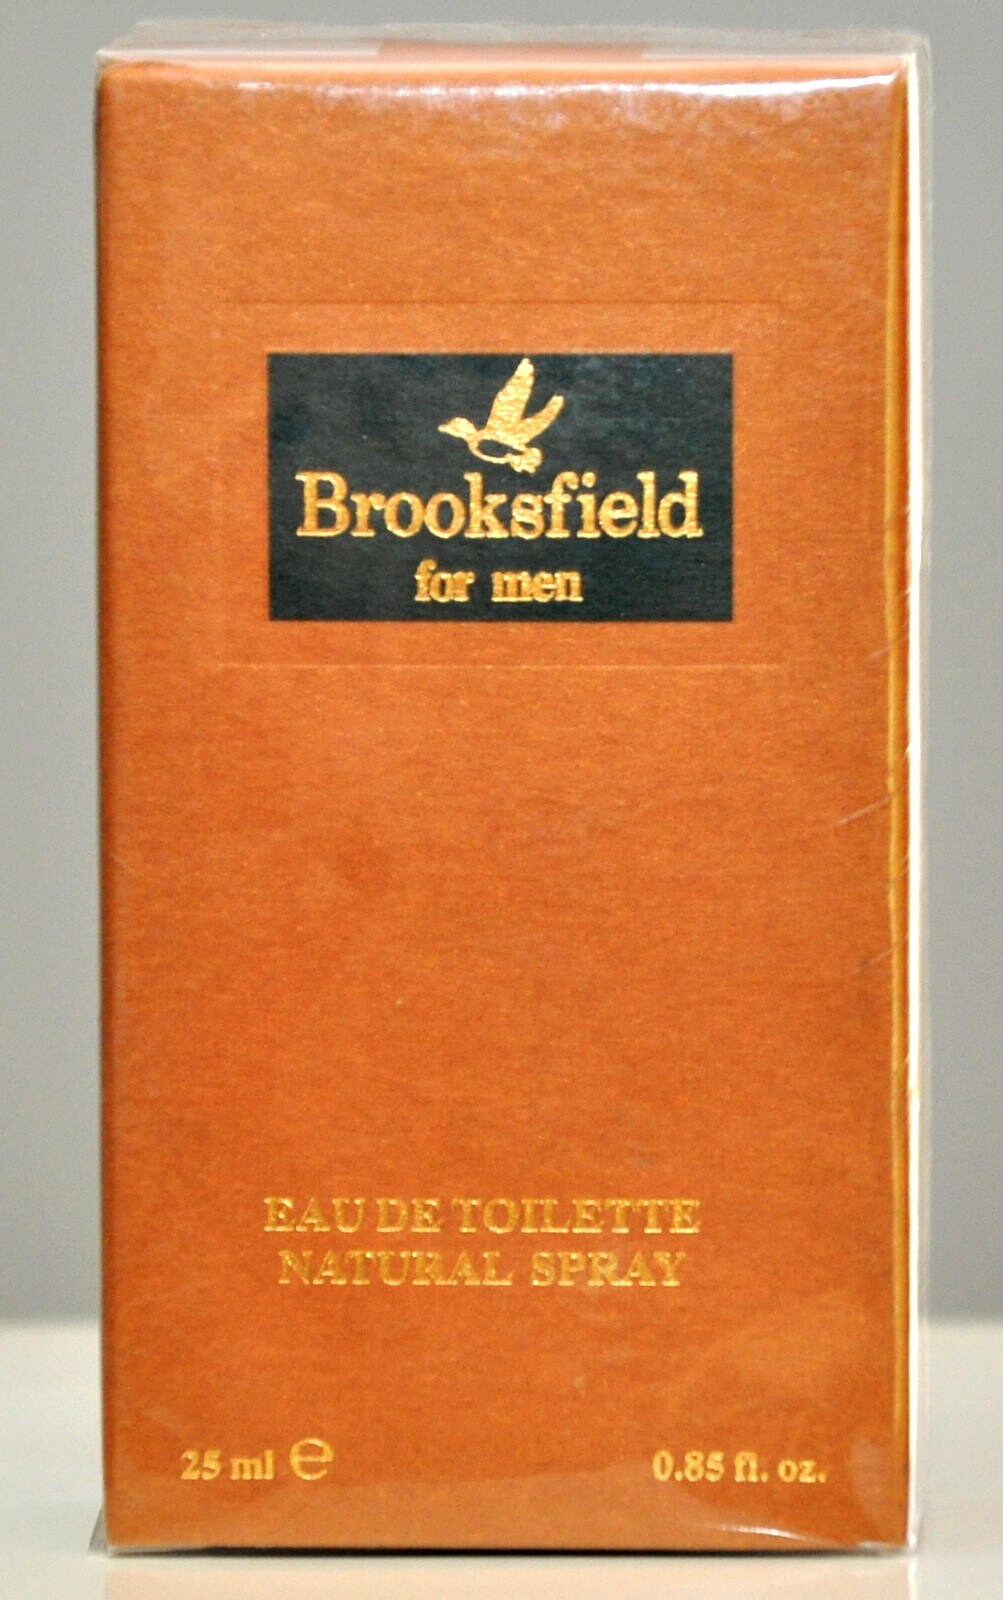 Brooksfield
for men
EAU DE TOILETTE
NATURAL SPRAY
25 ml ℮
0.85 fl. oz.